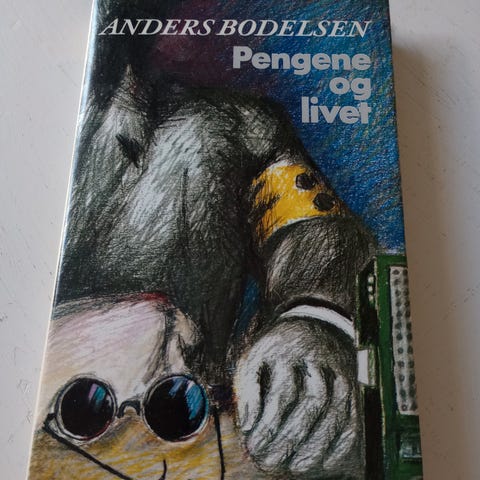 ANDERS BODELSEN
Pengene
og
livet